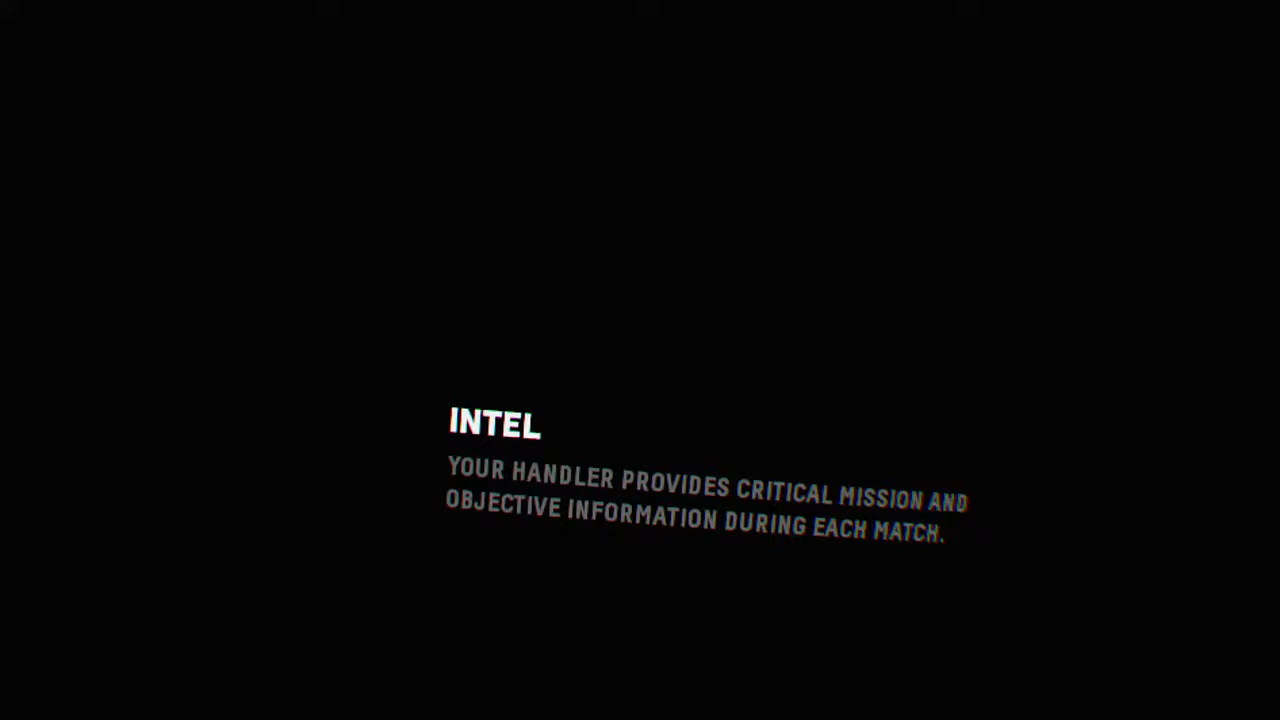 INTEL
YOUR HANDLER PROVIDES CRITICAL MISSION AND
OBJECTIVE INFORMATION DURING EACH MATCH.